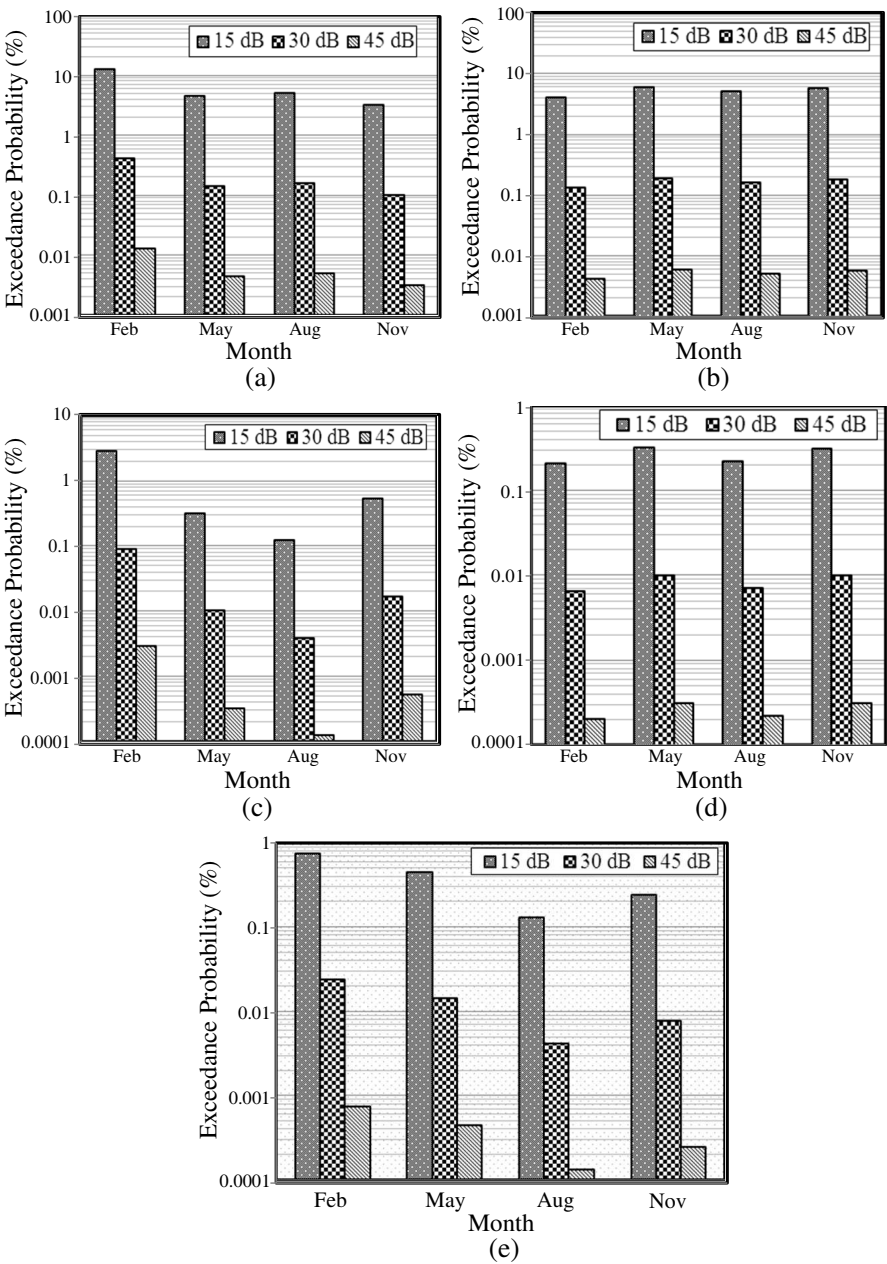 Exceedance Probability (%)
100
10
1
0.1
0.01
0.001
15 dB 30 dB 45 dB
Feb May Aug Nov
Month
(a)
Exceedance Probability (%)
100
10
1
0.1
0.01
0.001
15 dB 30 dB 45 dB
Feb May Aug Nov
Month
(b)
Exceedance Probability (%)
10
1
0.1
0.01
0.001
0.0001
15 dB 30 dB 45 dB
Feb May Aug Nov
Month
(c)
Exceedance Probability (%)
1
0.1
0.01
0.001
0.0001
15 dB 30 dB 45 dB
Feb May Aug Nov
Month
(d)
Exceedance Probability (%)
1
0.1
0.01
0.001
0.0001
15 dB 30 dB 45 dB
Feb May Aug Nov
Month
(e)